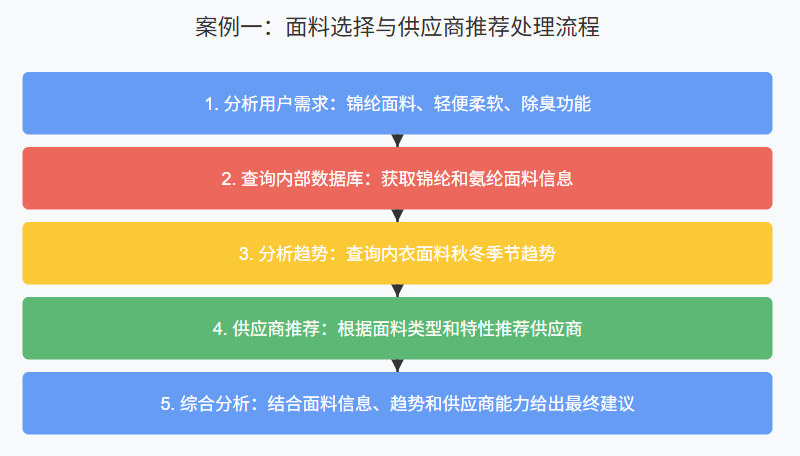 案例一：面料选择与供应商推荐处理流程
1. 分析用户需求：锦纶面料、轻便柔软、除臭功能
2. 查询内部数据库：获取锦纶和氨纶面料信息
3. 分析趋势：查询内衣面料秋冬季节趋势
4. 供应商推荐：根据面料类型和特性推荐供应商
5. 综合分析：结合面料信息、趋势和供应商能力给出最终建议